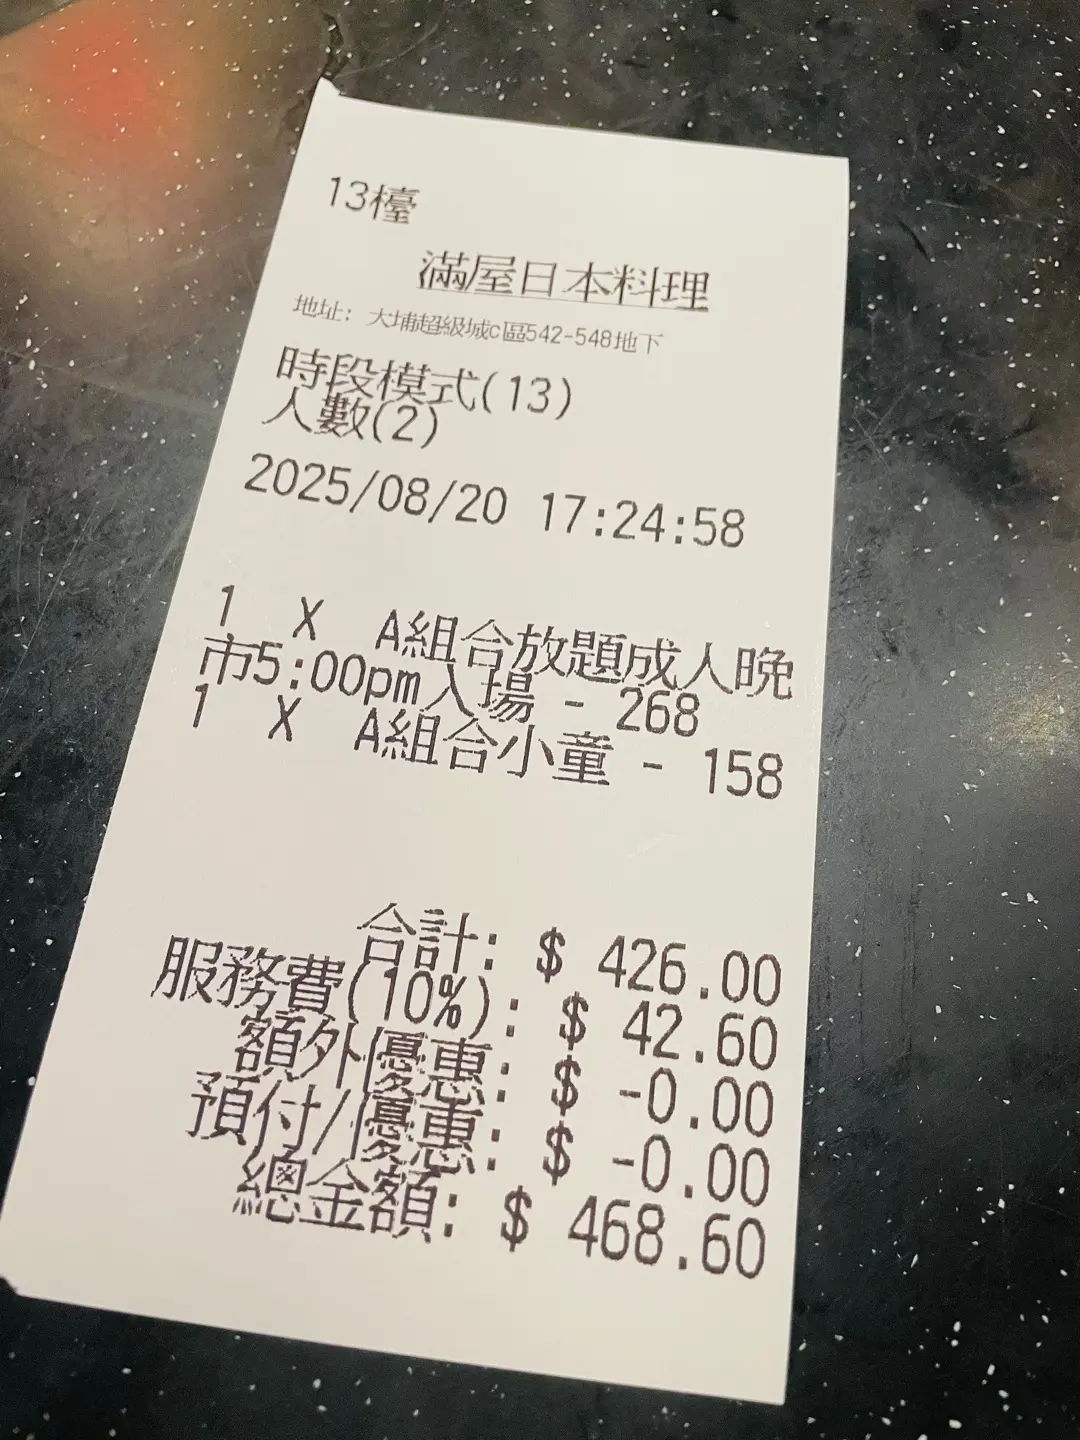 13檯
滿屋日本料理
地址: 大埔超級城c區542-548地下
時段模式(13)
人數(2)
2025/08/20 17:24:58
1 X A組合放題成人晚
市5:00pm入場 - 268
1 X A組合小童 - 158
合計: $ 426.00
服務費(10%): $ 42.60
額外優惠: $ -0.00
預付/優惠: $ -0.00
總金額: $ 468.60